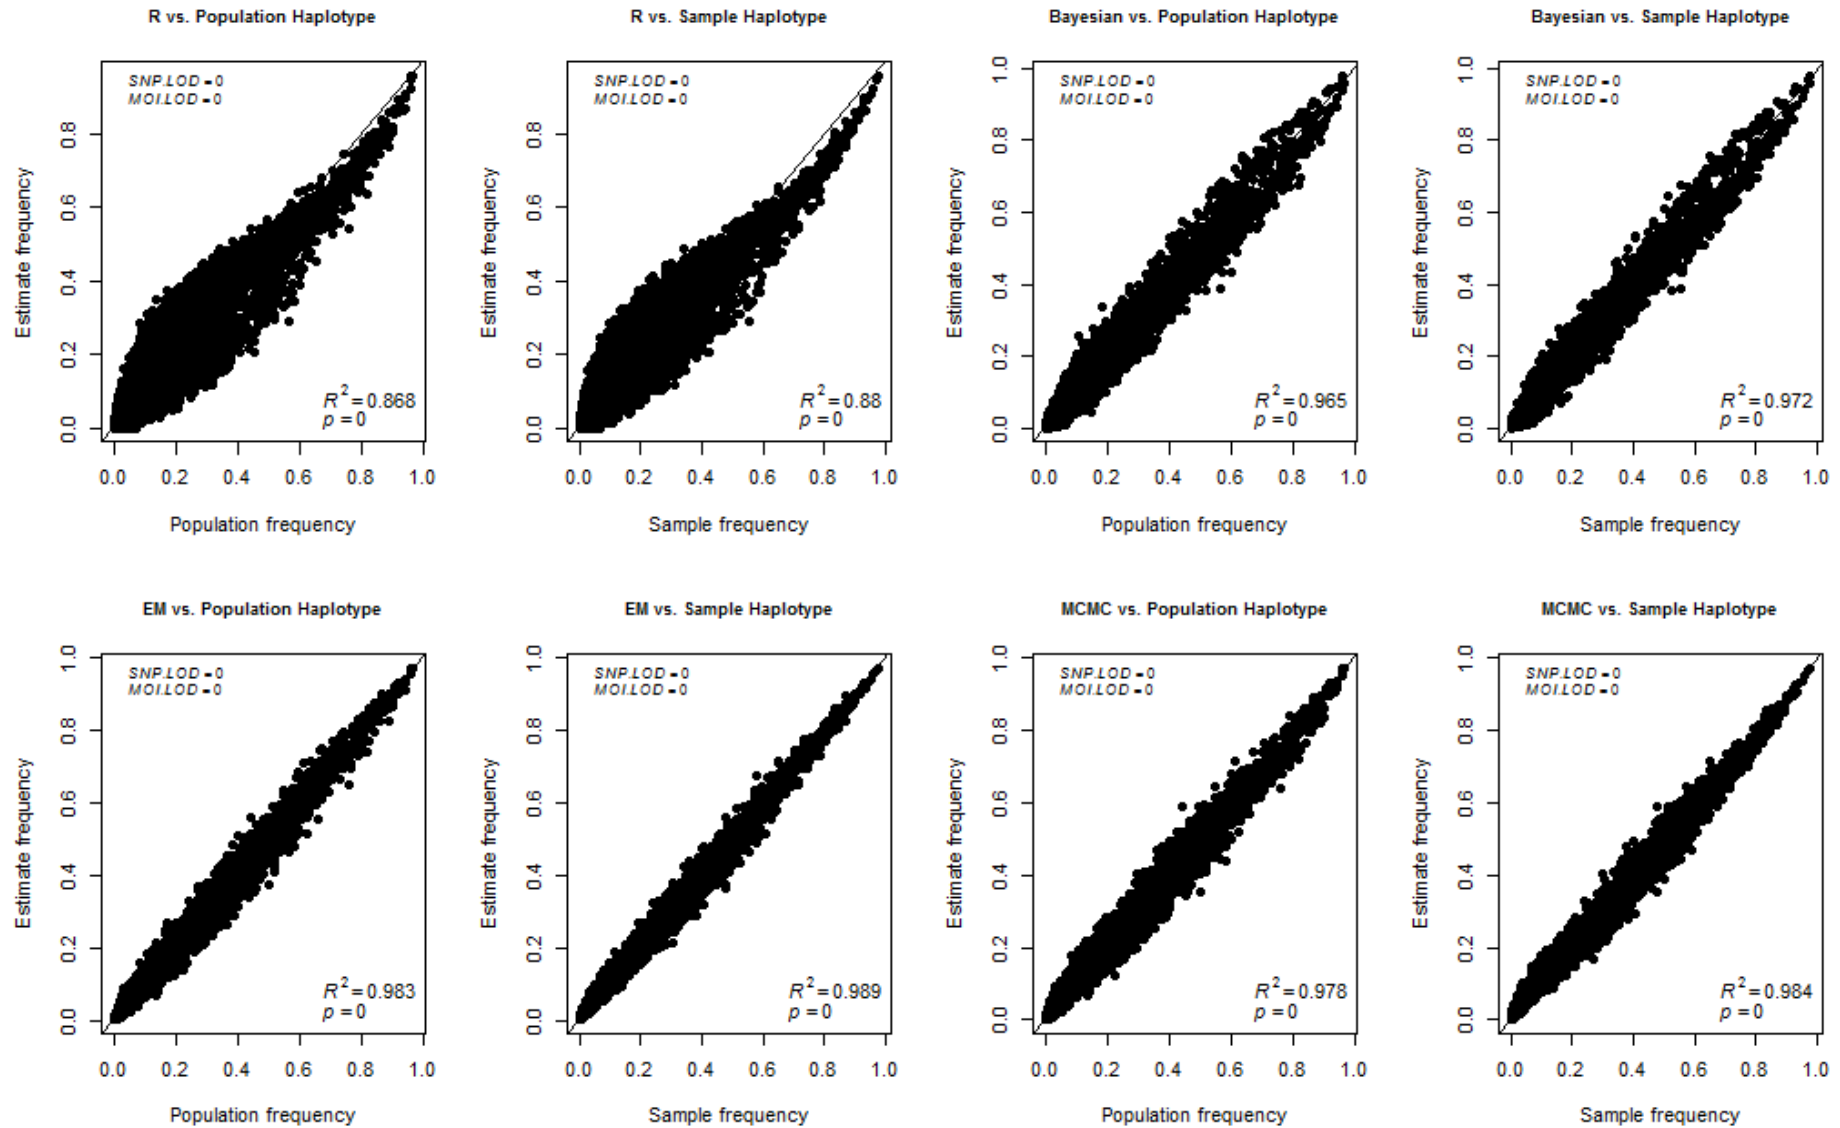 R vs. Population Haplotype
SNP.LOD = 0
MOI.LOD = 0
0.0 0.2 0.4 0.6 0.8
Estimate frequency
R² = 0.868
p = 0
0.0 0.2 0.4 0.6 0.8 1.0
Population frequency
R vs. Sample Haplotype
SNP.LOD = 0
MOI.LOD = 0
0.0 0.2 0.4 0.6 0.8
Estimate frequency
R² = 0.88
p = 0
0.0 0.2 0.4 0.6 0.8 1.0
Sample frequency
Bayesian vs. Population Haplotype
SNP.LOD = 0
MOI.LOD = 0
0.0 0.2 0.4 0.6 0.8 1.0
Estimate frequency
R² = 0.965
p = 0
0.0 0.2 0.4 0.6 0.8 1.0
Population frequency
Bayesian vs. Sample Haplotype
SNP.LOD = 0
MOI.LOD = 0
0.0 0.2 0.4 0.6 0.8 1.0
Estimate frequency
R² = 0.972
p = 0
0.0 0.2 0.4 0.6 0.8 1.0
Sample frequency
EM vs. Population Haplotype
SNP.LOD = 0
MOI.LOD = 0
0.0 0.2 0.4 0.6 0.8 1.0
Estimate frequency
R² = 0.983
p = 0
0.0 0.2 0.4 0.6 0.8 1.0
Population frequency
EM vs. Sample Haplotype
SNP.LOD = 0
MOI.LOD = 0
0.0 0.2 0.4 0.6 0.8 1.0
Estimate frequency
R² = 0.989
p = 0
0.0 0.2 0.4 0.6 0.8 1.0
Sample frequency
MCMC vs. Population Haplotype
SNP.LOD = 0
MOI.LOD = 0
0.0 0.2 0.4 0.6 0.8 1.0
Estimate frequency
R² = 0.978
p = 0
0.0 0.2 0.4 0.6 0.8 1.0
Population frequency
MCMC vs. Sample Haplotype
SNP.LOD = 0
MOI.LOD = 0
0.0 0.2 0.4 0.6 0.8 1.0
Estimate frequency
R² = 0.984
p = 0
0.0 0.2 0.4 0.6 0.8 1.0
Sample frequency